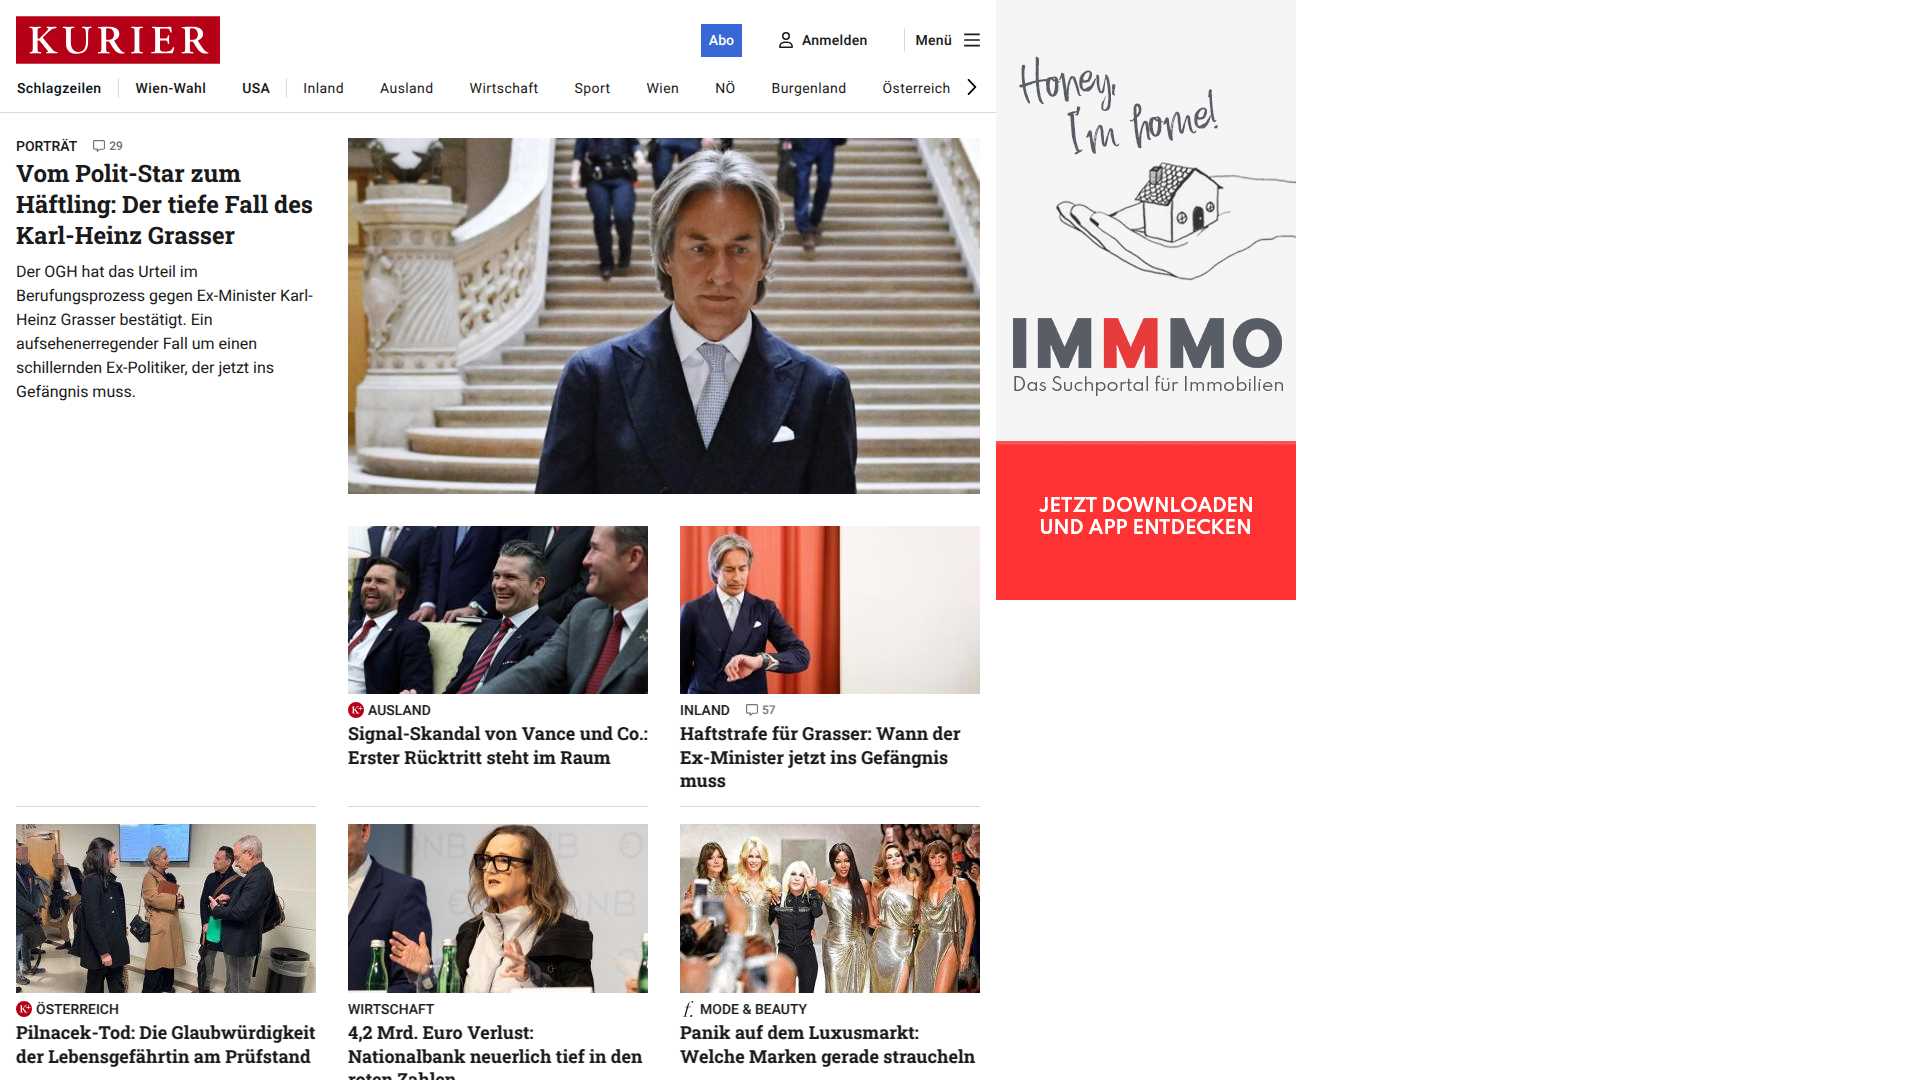 KURIER
Abo
Anmelden
Menü
Schlagzeilen
Wien-Wahl
USA
Inland
Ausland
Wirtschaft
Sport
Wien
NÖ
Burgenland
Österreich
PORTRÄT 29
Vom Polit-Star zum
Häftling: Der tiefe Fall des
Karl-Heinz Grasser
Der OGH hat das Urteil im
Berufungsprozess gegen Ex-Minister Karl-
Heinz Grasser bestätigt. Ein
aufsehenerregender Fall um einen
schillernden Ex-Politiker, der jetzt ins
Gefängnis muss.
K+ AUSLAND
Signal-Skandal von Vance und Co.:
Erster Rücktritt steht im Raum
INLAND 57
Haftstrafe für Grasser: Wann der
Ex-Minister jetzt ins Gefängnis
muss
K+ ÖSTERREICH
Pilnacek-Tod: Die Glaubwürdigkeit
der Lebensgefährtin am Prüfstand
WIRTSCHAFT
4,2 Mrd. Euro Verlust:
Nationalbank neuerlich tief in den
roten Zahlen
f. MODE & BEAUTY
Panik auf dem Luxusmarkt:
Welche Marken gerade straucheln
Honey,
I'm home!
IMMMO
Das Suchportal für Immobilien
JETZT DOWNLOADEN
UND APP ENTDECKEN